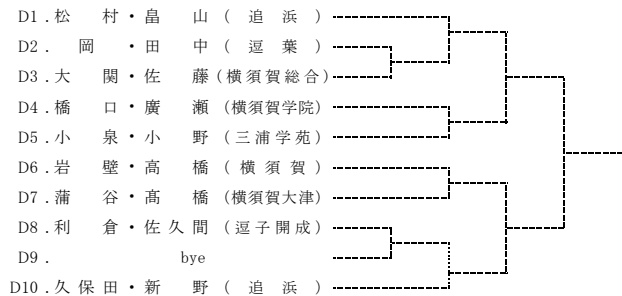 D1．松　村・畠　山（　追　浜　）
D2．　岡　・田　中（　逗　葉　）
D3．大　関・佐　藤（横須賀総合）
D4．橋　口・廣　瀬（横須賀学院）
D5．小　泉・小　野（三浦学苑）
D6．岩　壁・高　橋（ 横 須 賀 ）
D7．蒲　谷・髙　橋（横須賀大津）
D8．利　倉・佐久間（逗子開成）
D9．　bye
D10．久保田・新　野（　追　浜　）